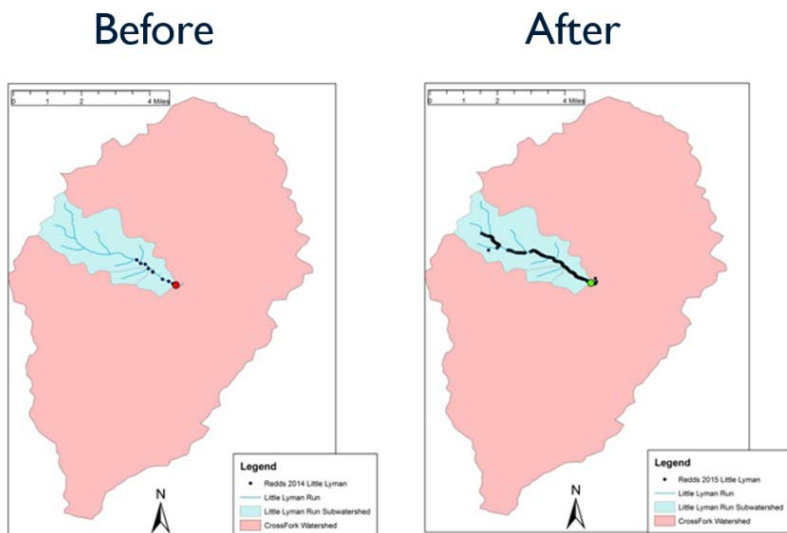 Before
After
0 1 2 4 Miles
N
Legend
Redds 2014 Little Lyman
Little Lyman Run
Little Lyman Run Subwatershed
CrossFork Watershed
0 1 2 4 Miles
N
Legend
Redds 2015 Little Lyman
Little Lyman Run
Little Lyman Run Subwatershed
CrossFork Watershed